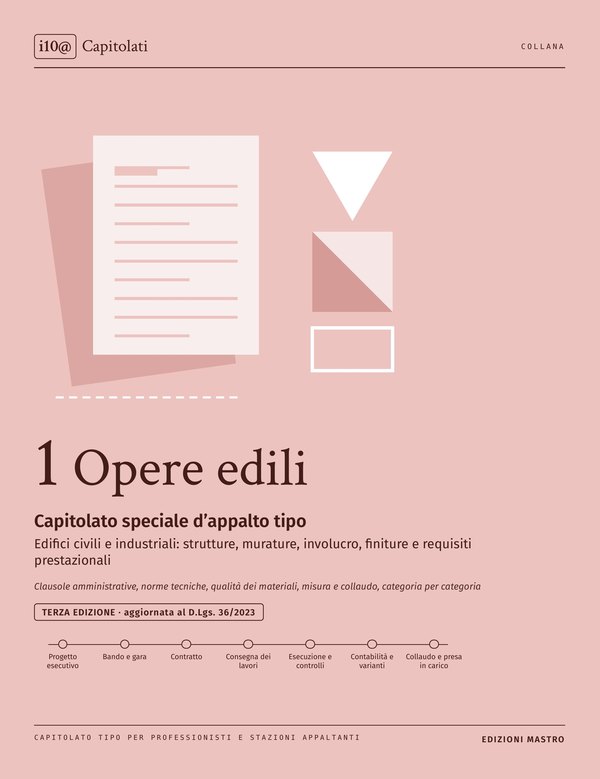 i10@ Capitolati
COLLANA
1 Opere edili
Capitolato speciale d’appalto tipo
Edifici civili e industriali: strutture, murature, involucro, finiture e requisiti
prestazionali
Clausole amministrative, norme tecniche, qualità dei materiali, misura e collaudo, categoria per categoria
TERZA EDIZIONE · aggiornata al D.Lgs. 36/2023
Progetto
esecutivo
Bando e gara
Contratto
Consegna dei
lavori
Esecuzione e
controlli
Contabilità e
varianti
Collaudo e presa
in carico
CAPITOLATO TIPO PER PROFESSIONISTI E STAZIONI APPALTANTI
EDIZIONI MASTRO